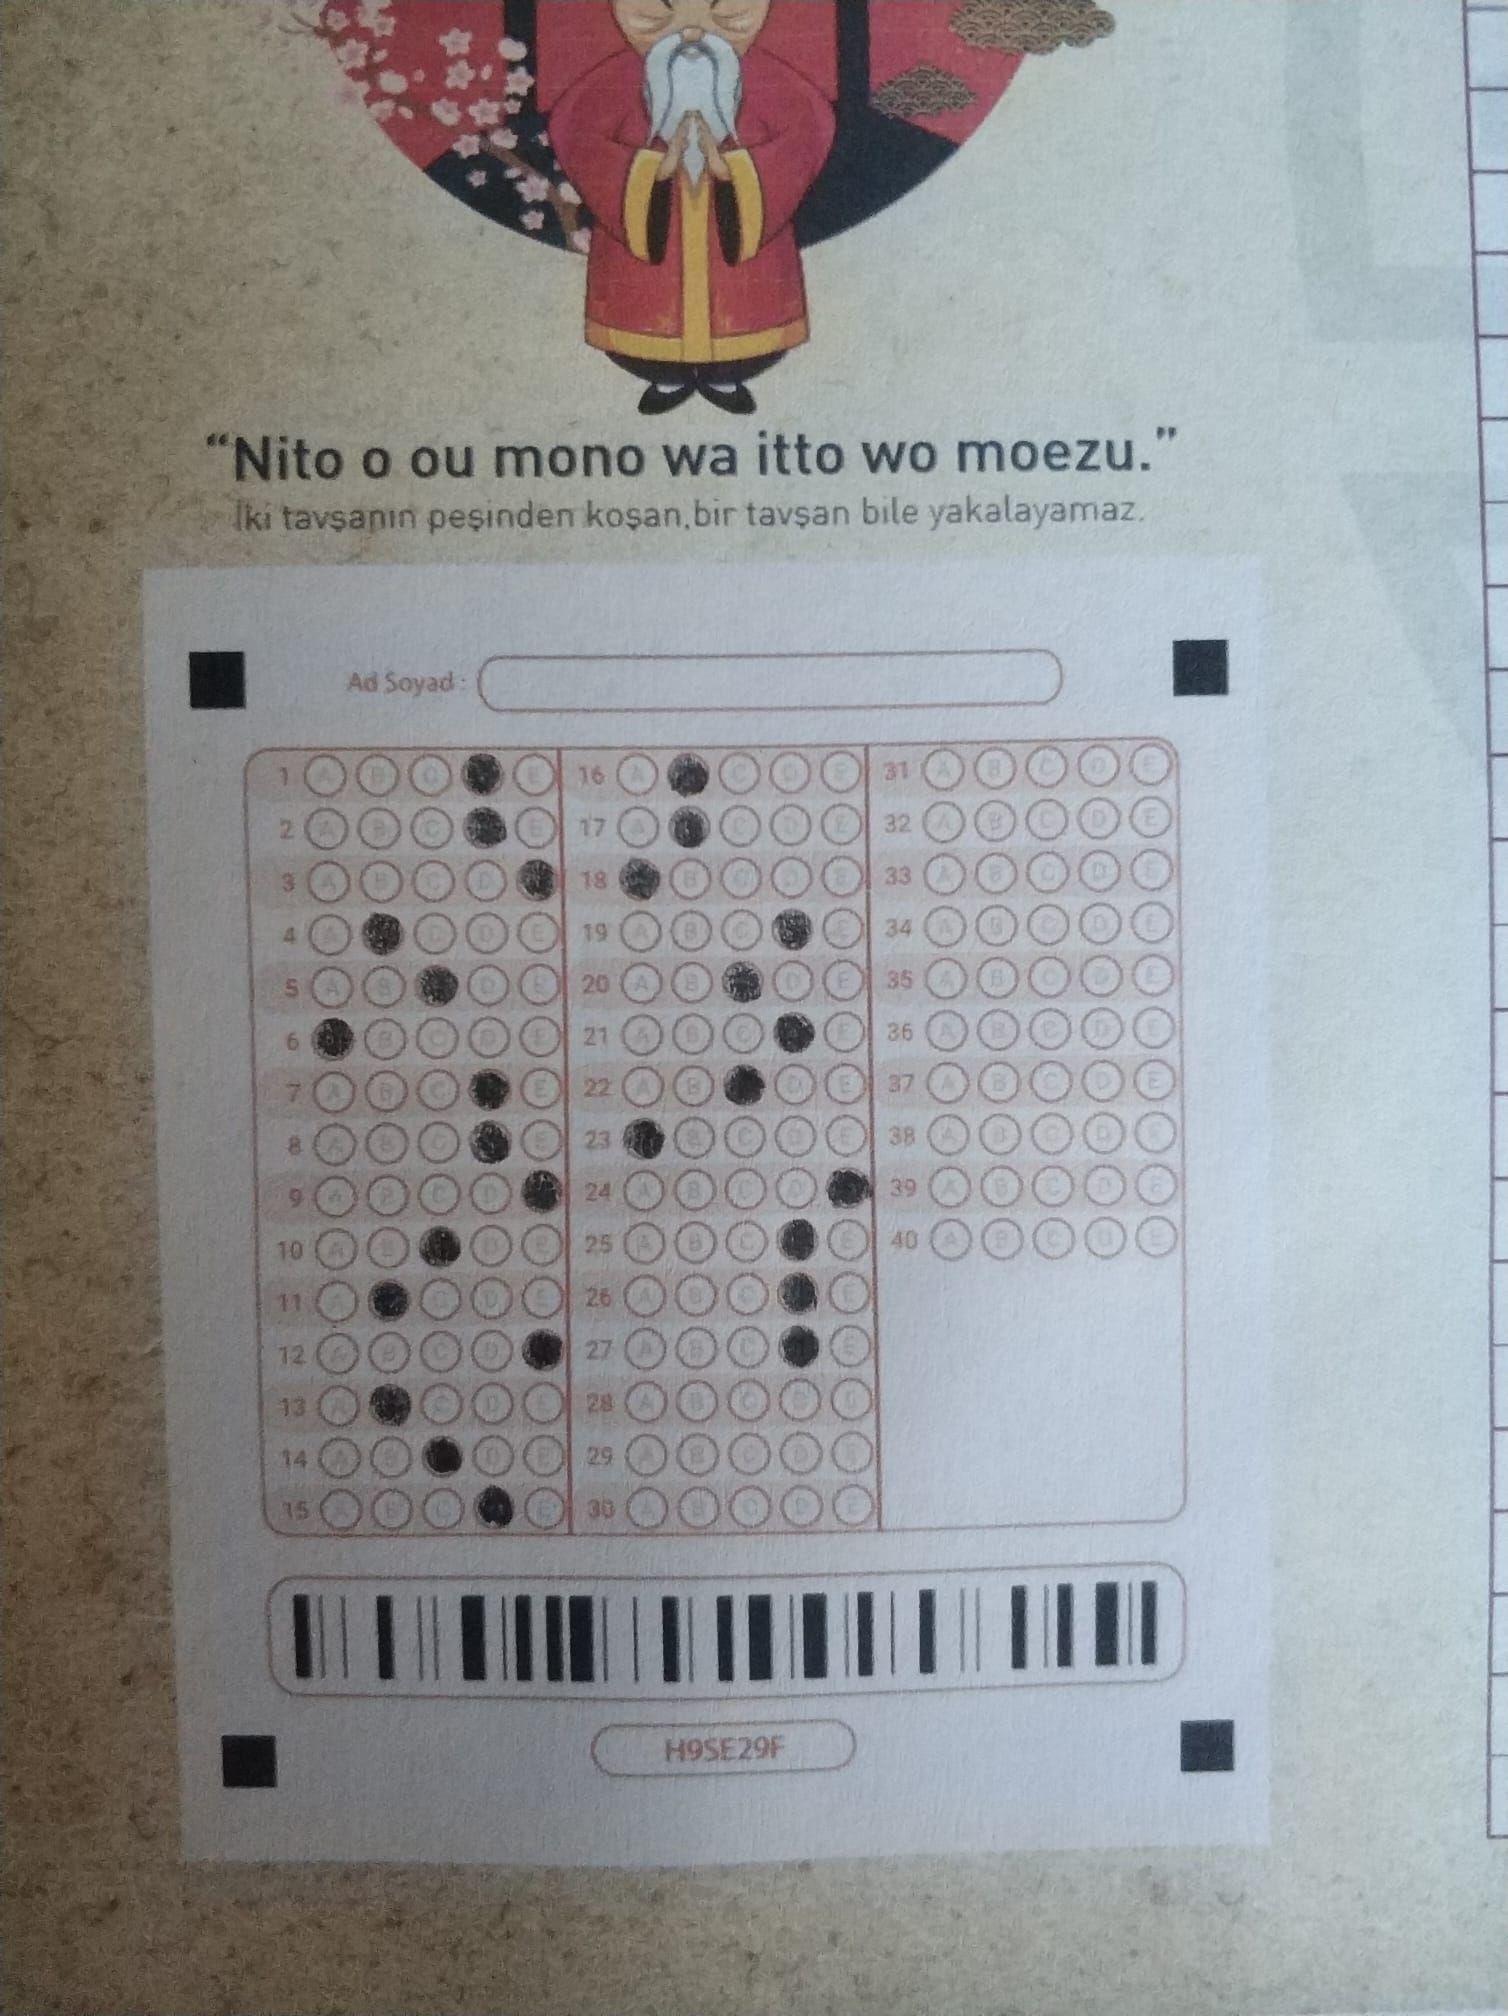 “Nito o ou mono wa itto wo moezu.”
İki tavşanın peşinden koşan,bir tavşan bile yakalayamaz.
Ad Soyad :
1 A B C E
2 A B C E
3 A B C D
4 A C D E
5 A B D E
6 B C D E
7 A B C E
8 A B C E
9 A B C D
10 A B D E
11 A C D E
12 A B C D
13 A C D E
14 A B D E
15 A B C E
16 A C D E
17 A C D E
18 B C D E
19 A B C E
20 A B D E
21 A B C E
22 A B D E
23 B C D E
24 A B C D
25 A B C E
26 A B C E
27 A B C E
28 A B C D
29 A B C D E
30 A B C D E
31 A B C D E
32 A B C D E
33 A B C D E
34 A B C D E
35 A B C D E
36 A B C D E
37 A B C D E
38 A B C D E
39 A B C D E
40 A B C D E
H9SE29F